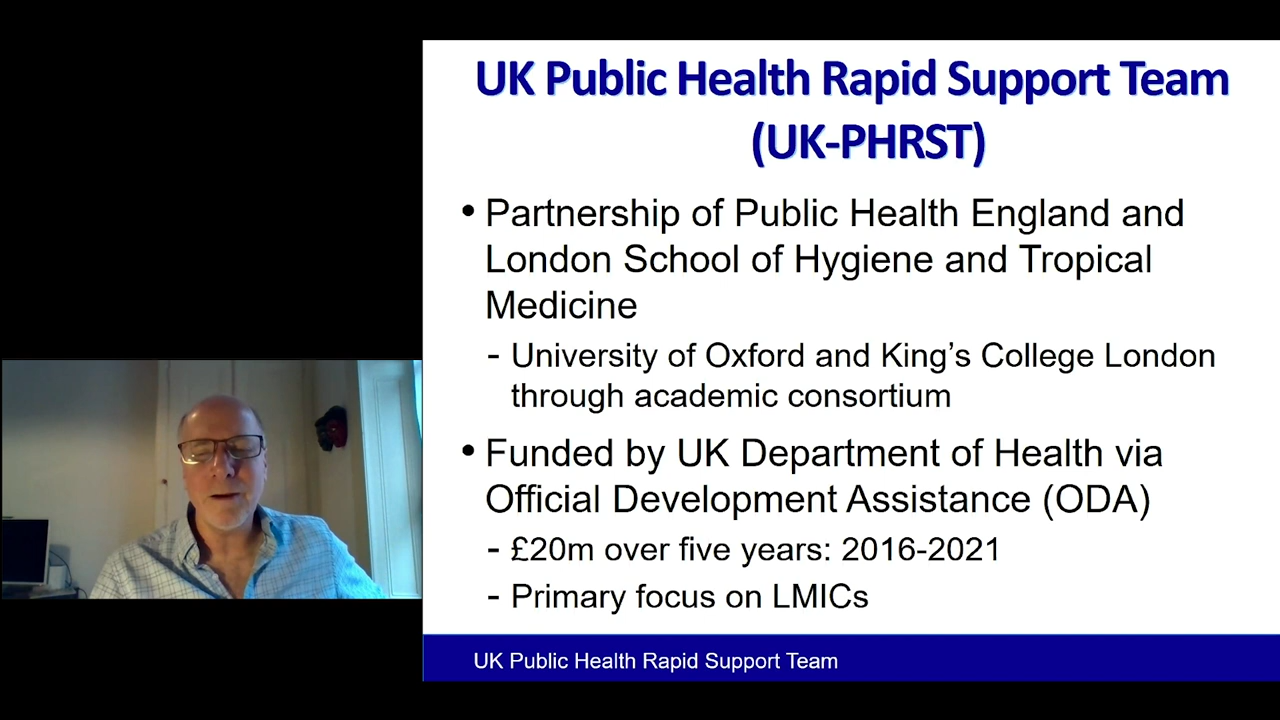 UK Public Health Rapid Support Team
(UK-PHRST)
• Partnership of Public Health England and
London School of Hygiene and Tropical
Medicine
- University of Oxford and King’s College London
through academic consortium
• Funded by UK Department of Health via
Official Development Assistance (ODA)
- £20m over five years: 2016-2021
- Primary focus on LMICs
UK Public Health Rapid Support Team